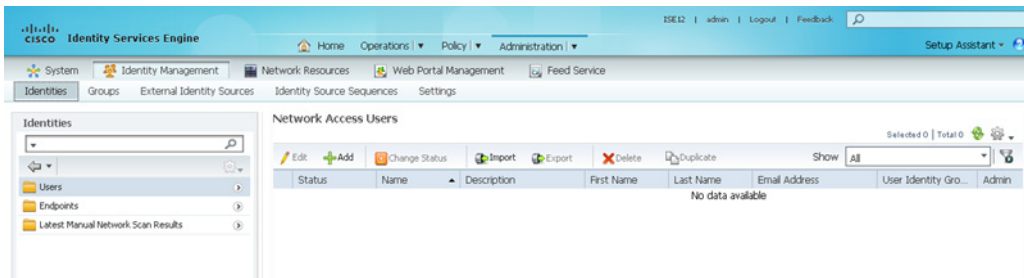 ISE12 | admin | Logout | Feedback
CISCO Identity Services Engine
Home Operations | Policy | Administration |
Setup Assistant
System Identity Management Network Resources Web Portal Management Feed Service
Identities Groups External Identity Sources Identity Source Sequences Settings
Identities
Users
Endpoints
Latest Manual Network Scan Results
Network Access Users
Selected 0 | Total 0
Edit Add Change Status Import Export Delete Duplicate Show All
Status Name Description First Name Last Name Email Address User Identity Gro... Admin
No data available